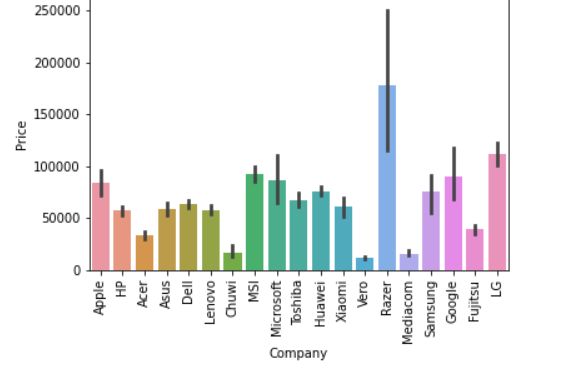 250000
200000
150000
100000
50000
0
Price
Apple
HP
Acer
Asus
Dell
Lenovo
Chuwi
MSI
Microsoft
Toshiba
Huawei
Xiaomi
Vero
Razer
Mediacom
Samsung
Google
Fujitsu
LG
Company